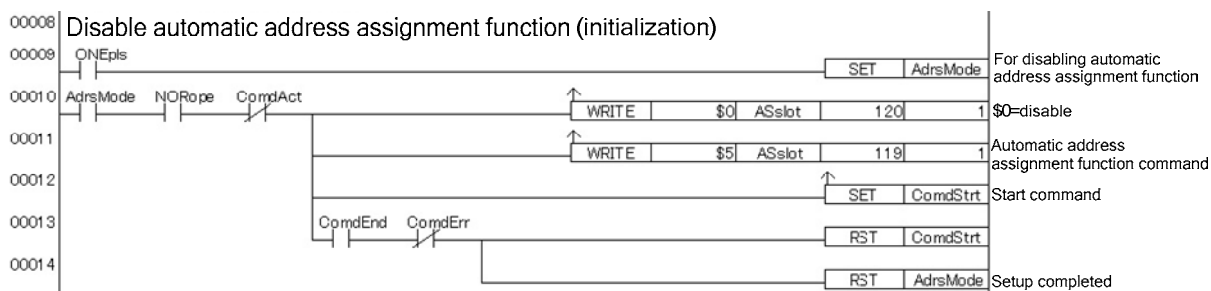 00008 Disable automatic address assignment function (initialization)
00009 ONEpls
SET AdrsMode For disabling automatic
address assignment function
00010 AdrsMode NORope ComdAct
WRITE $0 ASslot 120 1 $0=disable
00011
WRITE $5 ASslot 119 1 Automatic address
assignment function command
00012
SET ComdStrt Start command
00013 ComdEnd ComdErr
RST ComdStrt
00014
RST AdrsMode Setup completed